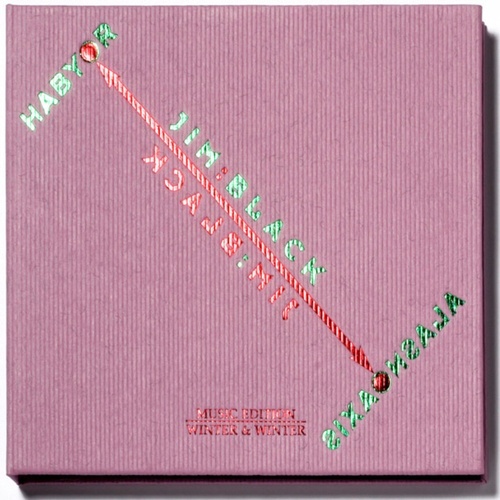 HABYOR
JIM:BLACK
JIM:BLACK
ALASNOAXIS
MUSIC EDITION
WINTER & WINTER